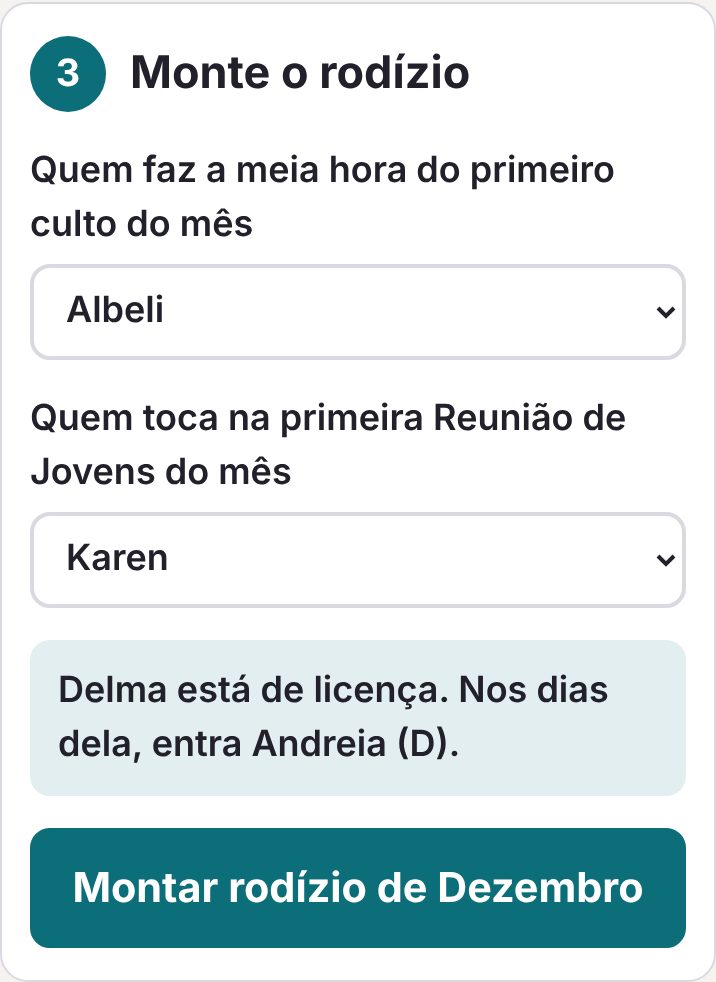 3 Monte o rodízio
Quem faz a meia hora do primeiro
culto do mês
Albeli
Quem toca na primeira Reunião de
Jovens do mês
Karen
Delma está de licença. Nos dias
dela, entra Andreia (D).
Montar rodízio de Dezembro